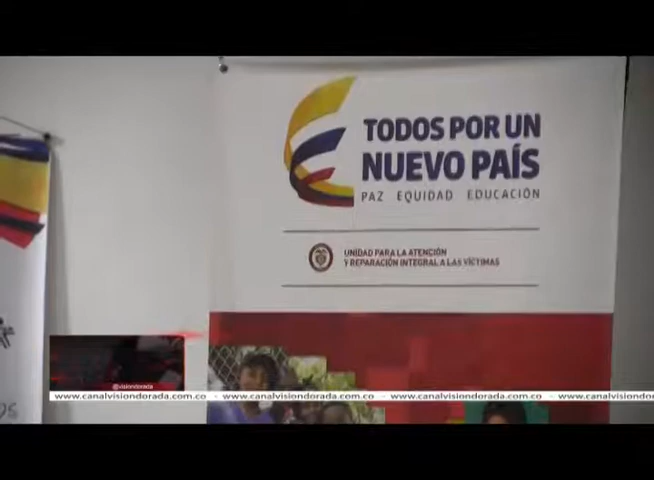 TODOS POR UN
NUEVO PAÍS
PAZ EQUIDAD EDUCACIÓN
UNIDAD PARA LA ATENCIÓN
Y REPARACIÓN INTEGRAL A LAS VÍCTIMAS
@visiondorada
www.canalvisiondorada.com.co - www.canalvisiondorada.com.co - www.canalvisiondorada.com.co - www.canalvisiondorada